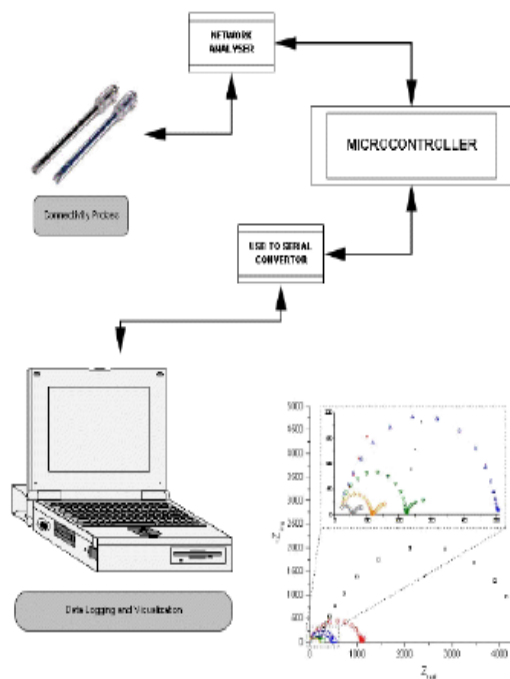 NETWORK
ANALYSER
MICROCONTROLLER
Connectivity Probes
USB TO SERIAL
CONVERTOR
Data Logging and Visualization
5000
4500
4000
3500
3000
2500
2000
1500
1000
500
0
0
1000
2000
3000
4000